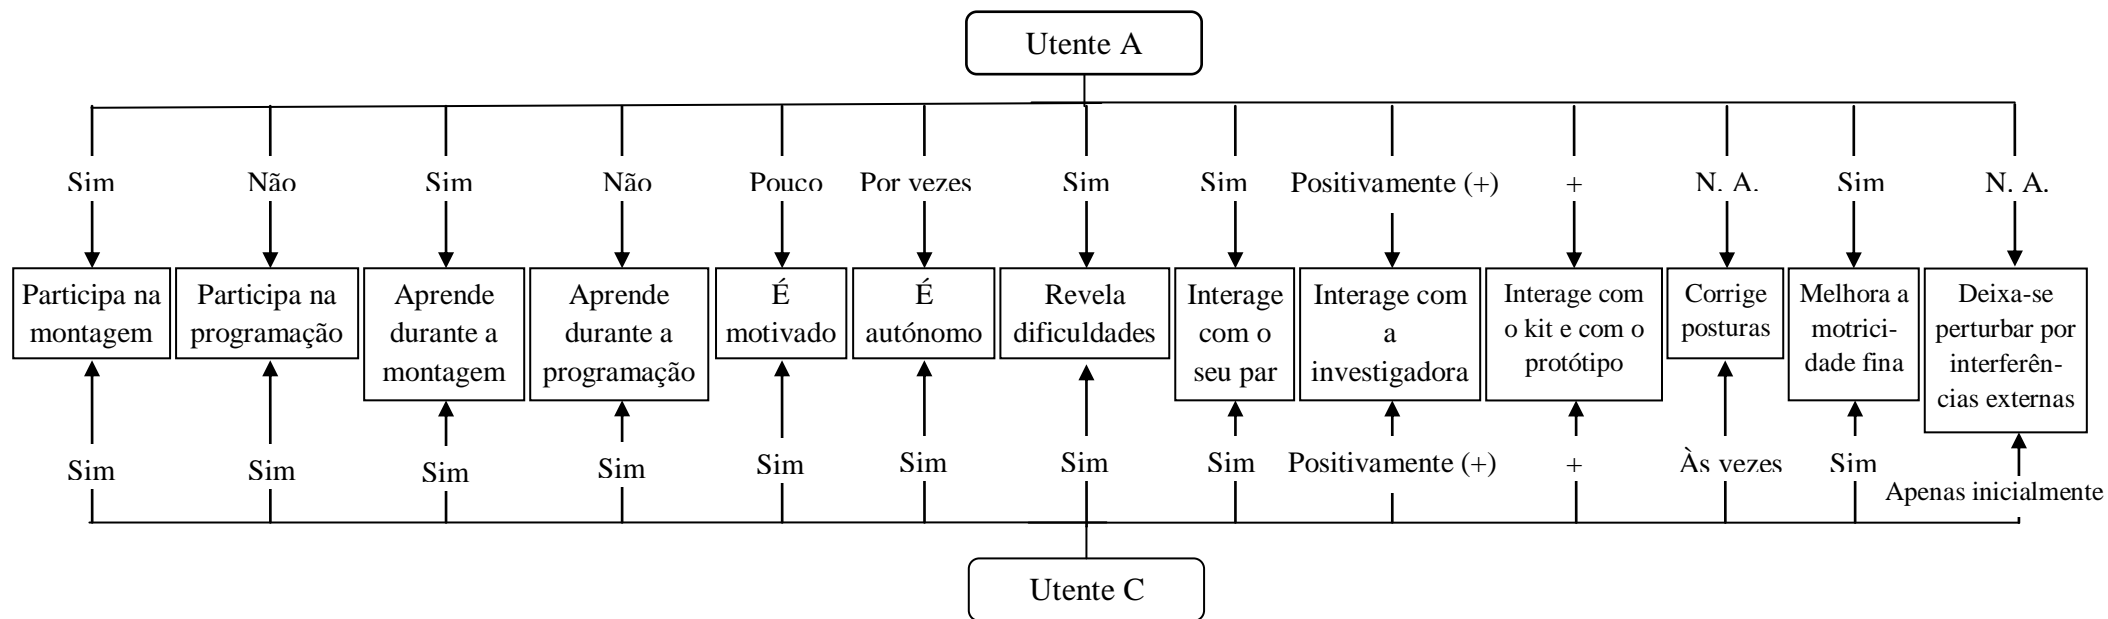 Utente A
Sim Não Sim Não Pouco Por vezes Sim Sim Positivamente (+) + N. A. Sim N. A.
Participa na
montagem
Participa na
programação
Aprende
durante a
montagem
Aprende
durante a
programação
É
motivado
É
autónomo
Revela
dificuldades
Interage
com o
seu par
Interage com
a
investigadora
Interage com
o kit e com o
protótipo
Corrige
posturas
Melhora a
motrici-
dade fina
Deixa-se
perturbar por
interferên-
cias externas
Sim Sim Sim Sim Sim Sim Sim Sim Positivamente (+) + Às vezes Sim Apenas inicialmente
Utente C